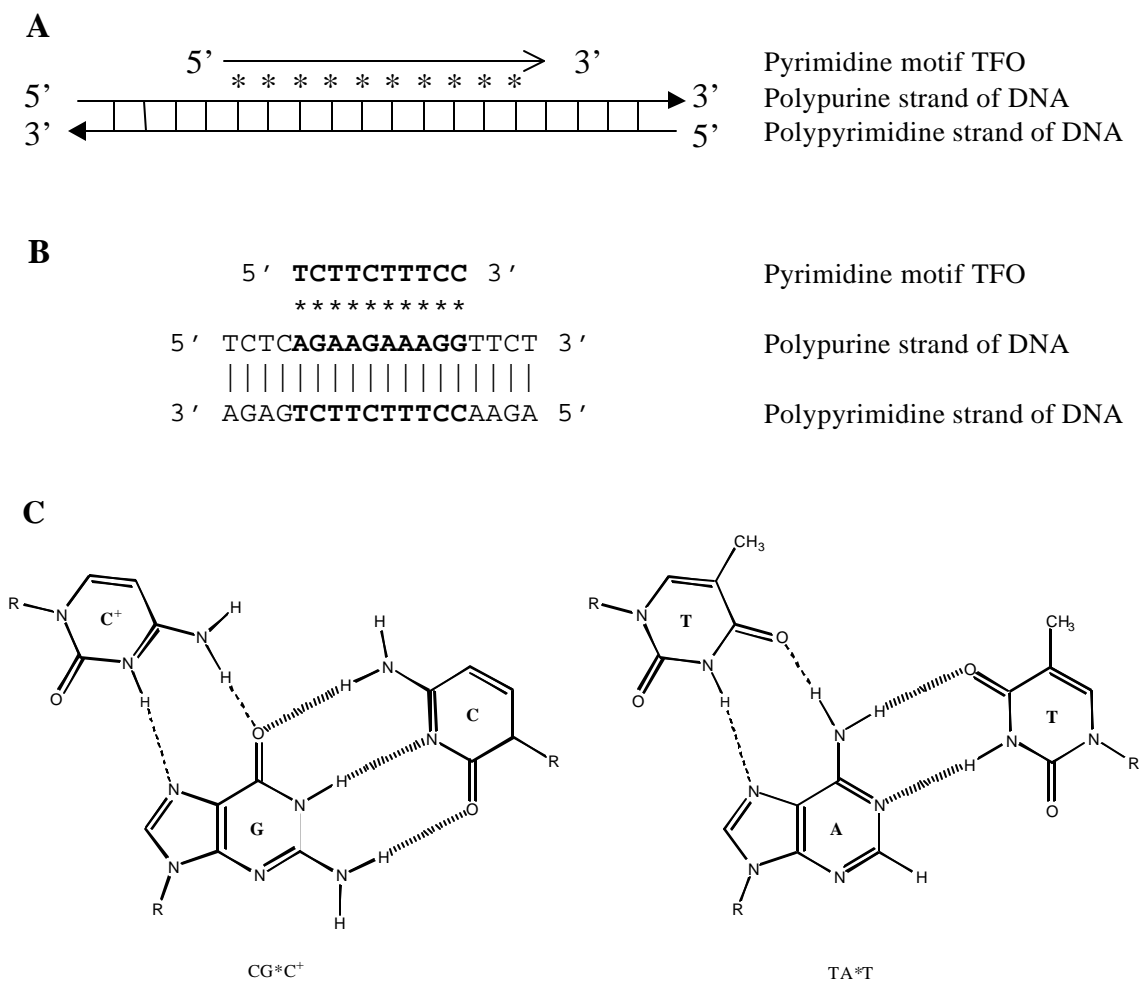 A
5’ 3’ Pyrimidine motif TFO
* * * * * * * * * *
5’ 3’ Polypurine strand of DNA
3’ 5’ Polypyrimidine strand of DNA
B
5’ TCTTCTTTCC 3’ Pyrimidine motif TFO
**********
5’ TCTCAGAAGAAAGGTTCT 3’ Polypurine strand of DNA
||||||||||||||||||
3’ AGAGTCTTCTTTCCAAGA 5’ Polypyrimidine strand of DNA
C
R N C⁺ N H H N O H
H N H C N O R
O N H G N N N H H N R
CG*C⁺
CH₃ R N T O N O H
H H N O CH₃ T N H N R O
N N A N N H R
TA*T